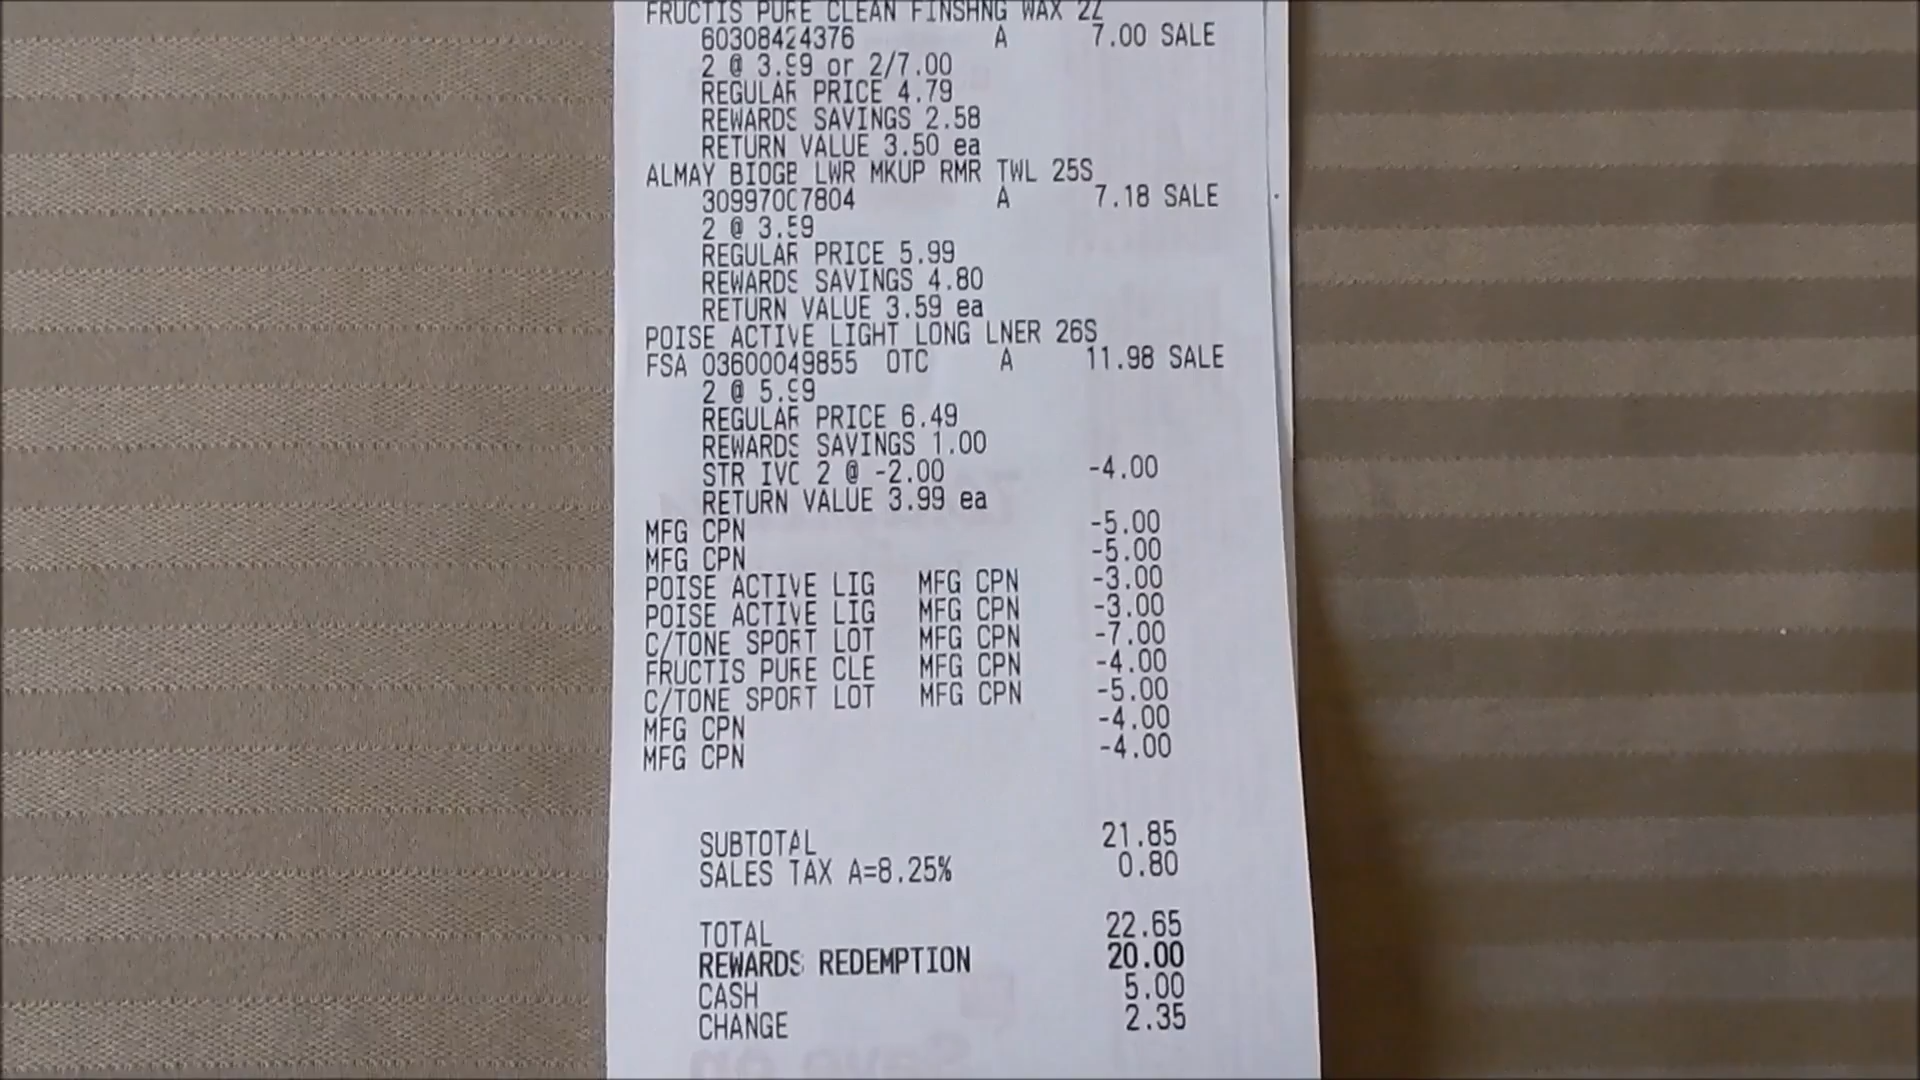 FRUCTIS PURE CLEAN FINSHNG WAX 2Z
60308424376 A 7.00 SALE
2 @ 3.99 or 2/7.00
REGULAR PRICE 4.79
REWARDS SAVINGS 2.58
RETURN VALUE 3.50 ea
ALMAY BIOGE LWR MKUP RMR TWL 25S
30997007804 A 7.18 SALE
2 @ 3.59
REGULAR PRICE 5.99
REWARDS SAVINGS 4.80
RETURN VALUE 3.59 ea
POISE ACTIVE LIGHT LONG LNER 26S
FSA 03600049855 OTC A 11.98 SALE
2 @ 5.99
REGULAR PRICE 6.49
REWARDS SAVINGS 1.00
STR IVC 2 @ -2.00 -4.00
RETURN VALUE 3.99 ea
MFG CPN -5.00
MFG CPN -5.00
POISE ACTIVE LIG MFG CPN -3.00
POISE ACTIVE LIG MFG CPN -3.00
C/TONE SPORT LOT MFG CPN -7.00
FRUCTIS PURE CLE MFG CPN -4.00
C/TONE SPORT LOT MFG CPN -5.00
MFG CPN -4.00
MFG CPN -4.00
SUBTOTAL 21.85
SALES TAX A=8.25% 0.80
TOTAL 22.65
REWARDS REDEMPTION 20.00
CASH 5.00
CHANGE 2.35